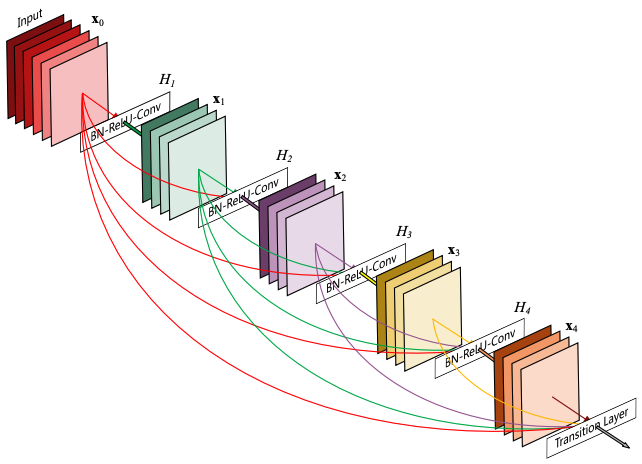 Input
x0
H1
BN-ReLU-Conv
x1
H2
BN-ReLU-Conv
x2
H3
BN-ReLU-Conv
x3
H4
BN-ReLU-Conv
x4
Transition Layer